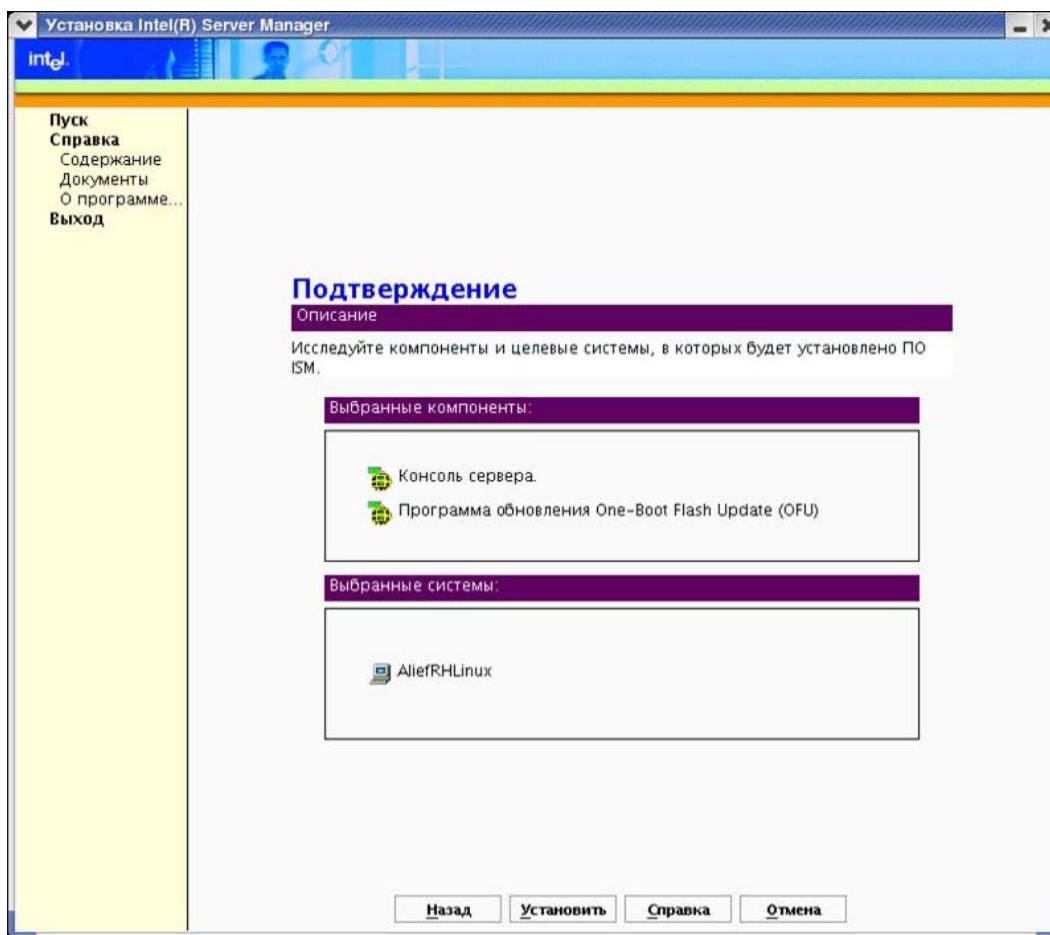 Установка Intel(R) Server Manager
intel.
Пуск
Справка
Содержание
Документы
О программе...
Выход
Подтверждение
Описание
Исследуйте компоненты и целевые системы, в которых будет установлено ПО
ISM.
Выбранные компоненты:
Консоль сервера.
Программа обновления One-Boot Flash Update (OFU)
Выбранные системы:
AliefRHLinux
Назад Установить Справка Отмена